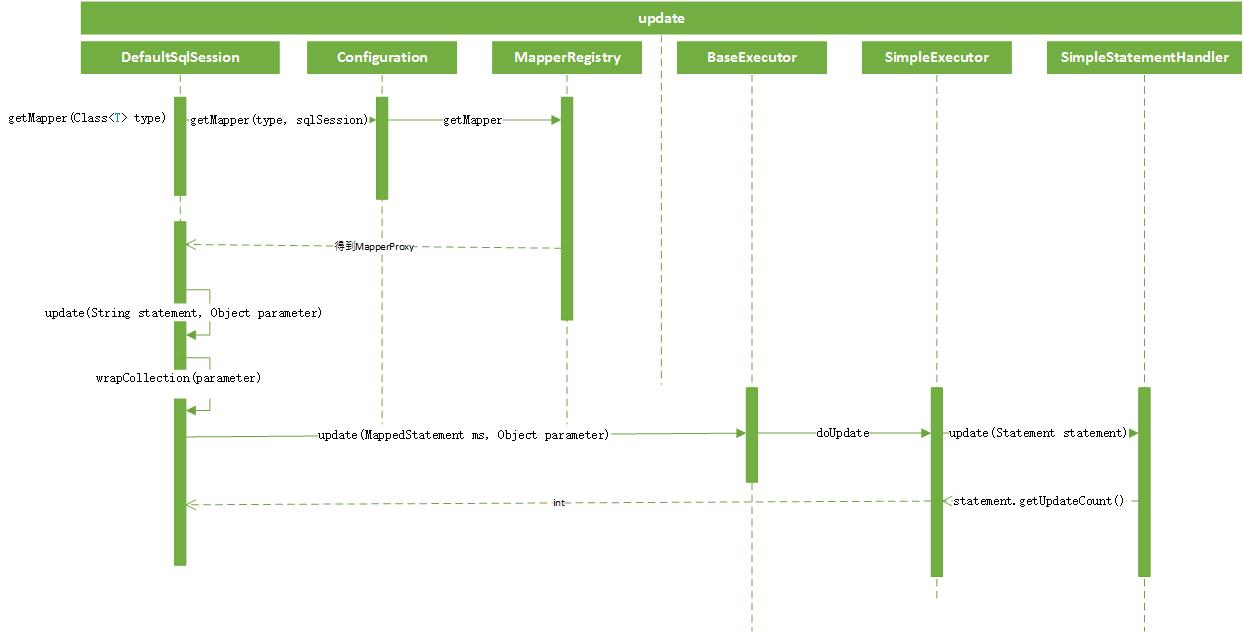 update
DefaultSqlSession
Configuration
MapperRegistry
BaseExecutor
SimpleExecutor
SimpleStatementHandler
getMapper(Class<T> type)
getMapper(type, sqlSession)
getMapper
得到MapperProxy
update(String statement, Object parameter)
wrapCollection(parameter)
update(MappedStatement ms, Object parameter)
doUpdate
update(Statement statement)
int
statement.getUpdateCount()